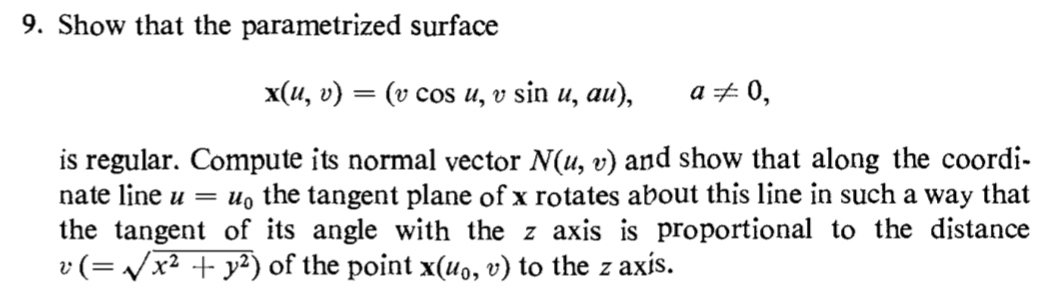 9. Show that the parametrized surface
x(u, v) = (v cos u, v sin u, au), a ≠ 0,
is regular. Compute its normal vector N(u, v) and show that along the coordi-
nate line u = u₀ the tangent plane of x rotates about this line in such a way that
the tangent of its angle with the z axis is proportional to the distance
v (= √x² + y²) of the point x(u₀, v) to the z axis.